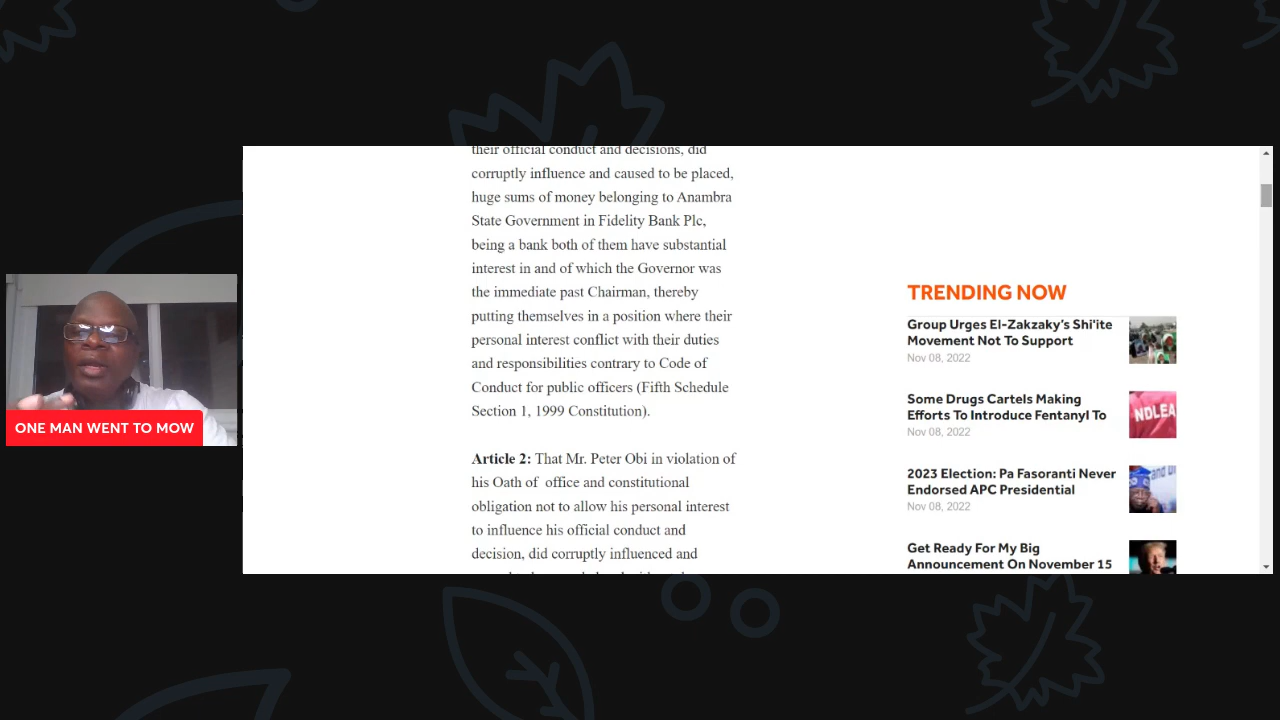 their official conduct and decisions, did
corruptly influence and caused to be placed,
huge sums of money belonging to Anambra
State Government in Fidelity Bank Plc,
being a bank both of them have substantial
interest in and of which the Governor was
the immediate past Chairman, thereby
putting themselves in a position where their
personal interest conflict with their duties
and responsibilities contrary to Code of
Conduct for public officers (Fifth Schedule
Section 1, 1999 Constitution).
Article 2: That Mr. Peter Obi in violation of
his Oath of office and constitutional
obligation not to allow his personal interest
to influence his official conduct and
decision, did corruptly influenced and
TRENDING NOW
Group Urges El-Zakzaky's Shi'ite
Movement Not To Support
Nov 08, 2022
Some Drugs Cartels Making
Efforts To Introduce Fentanyl To
Nov 08, 2022
NDLEA
2023 Election: Pa Fasoranti Never
Endorsed APC Presidential
Nov 08, 2022
Get Ready For My Big
Announcement On November 15
ONE MAN WENT TO MOW